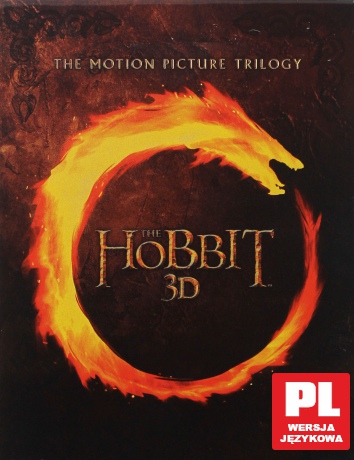 THE MOTION PICTURE TRILOGY
THE
HOBBIT
3D
PL
WERSJA
JĘZYKOWA